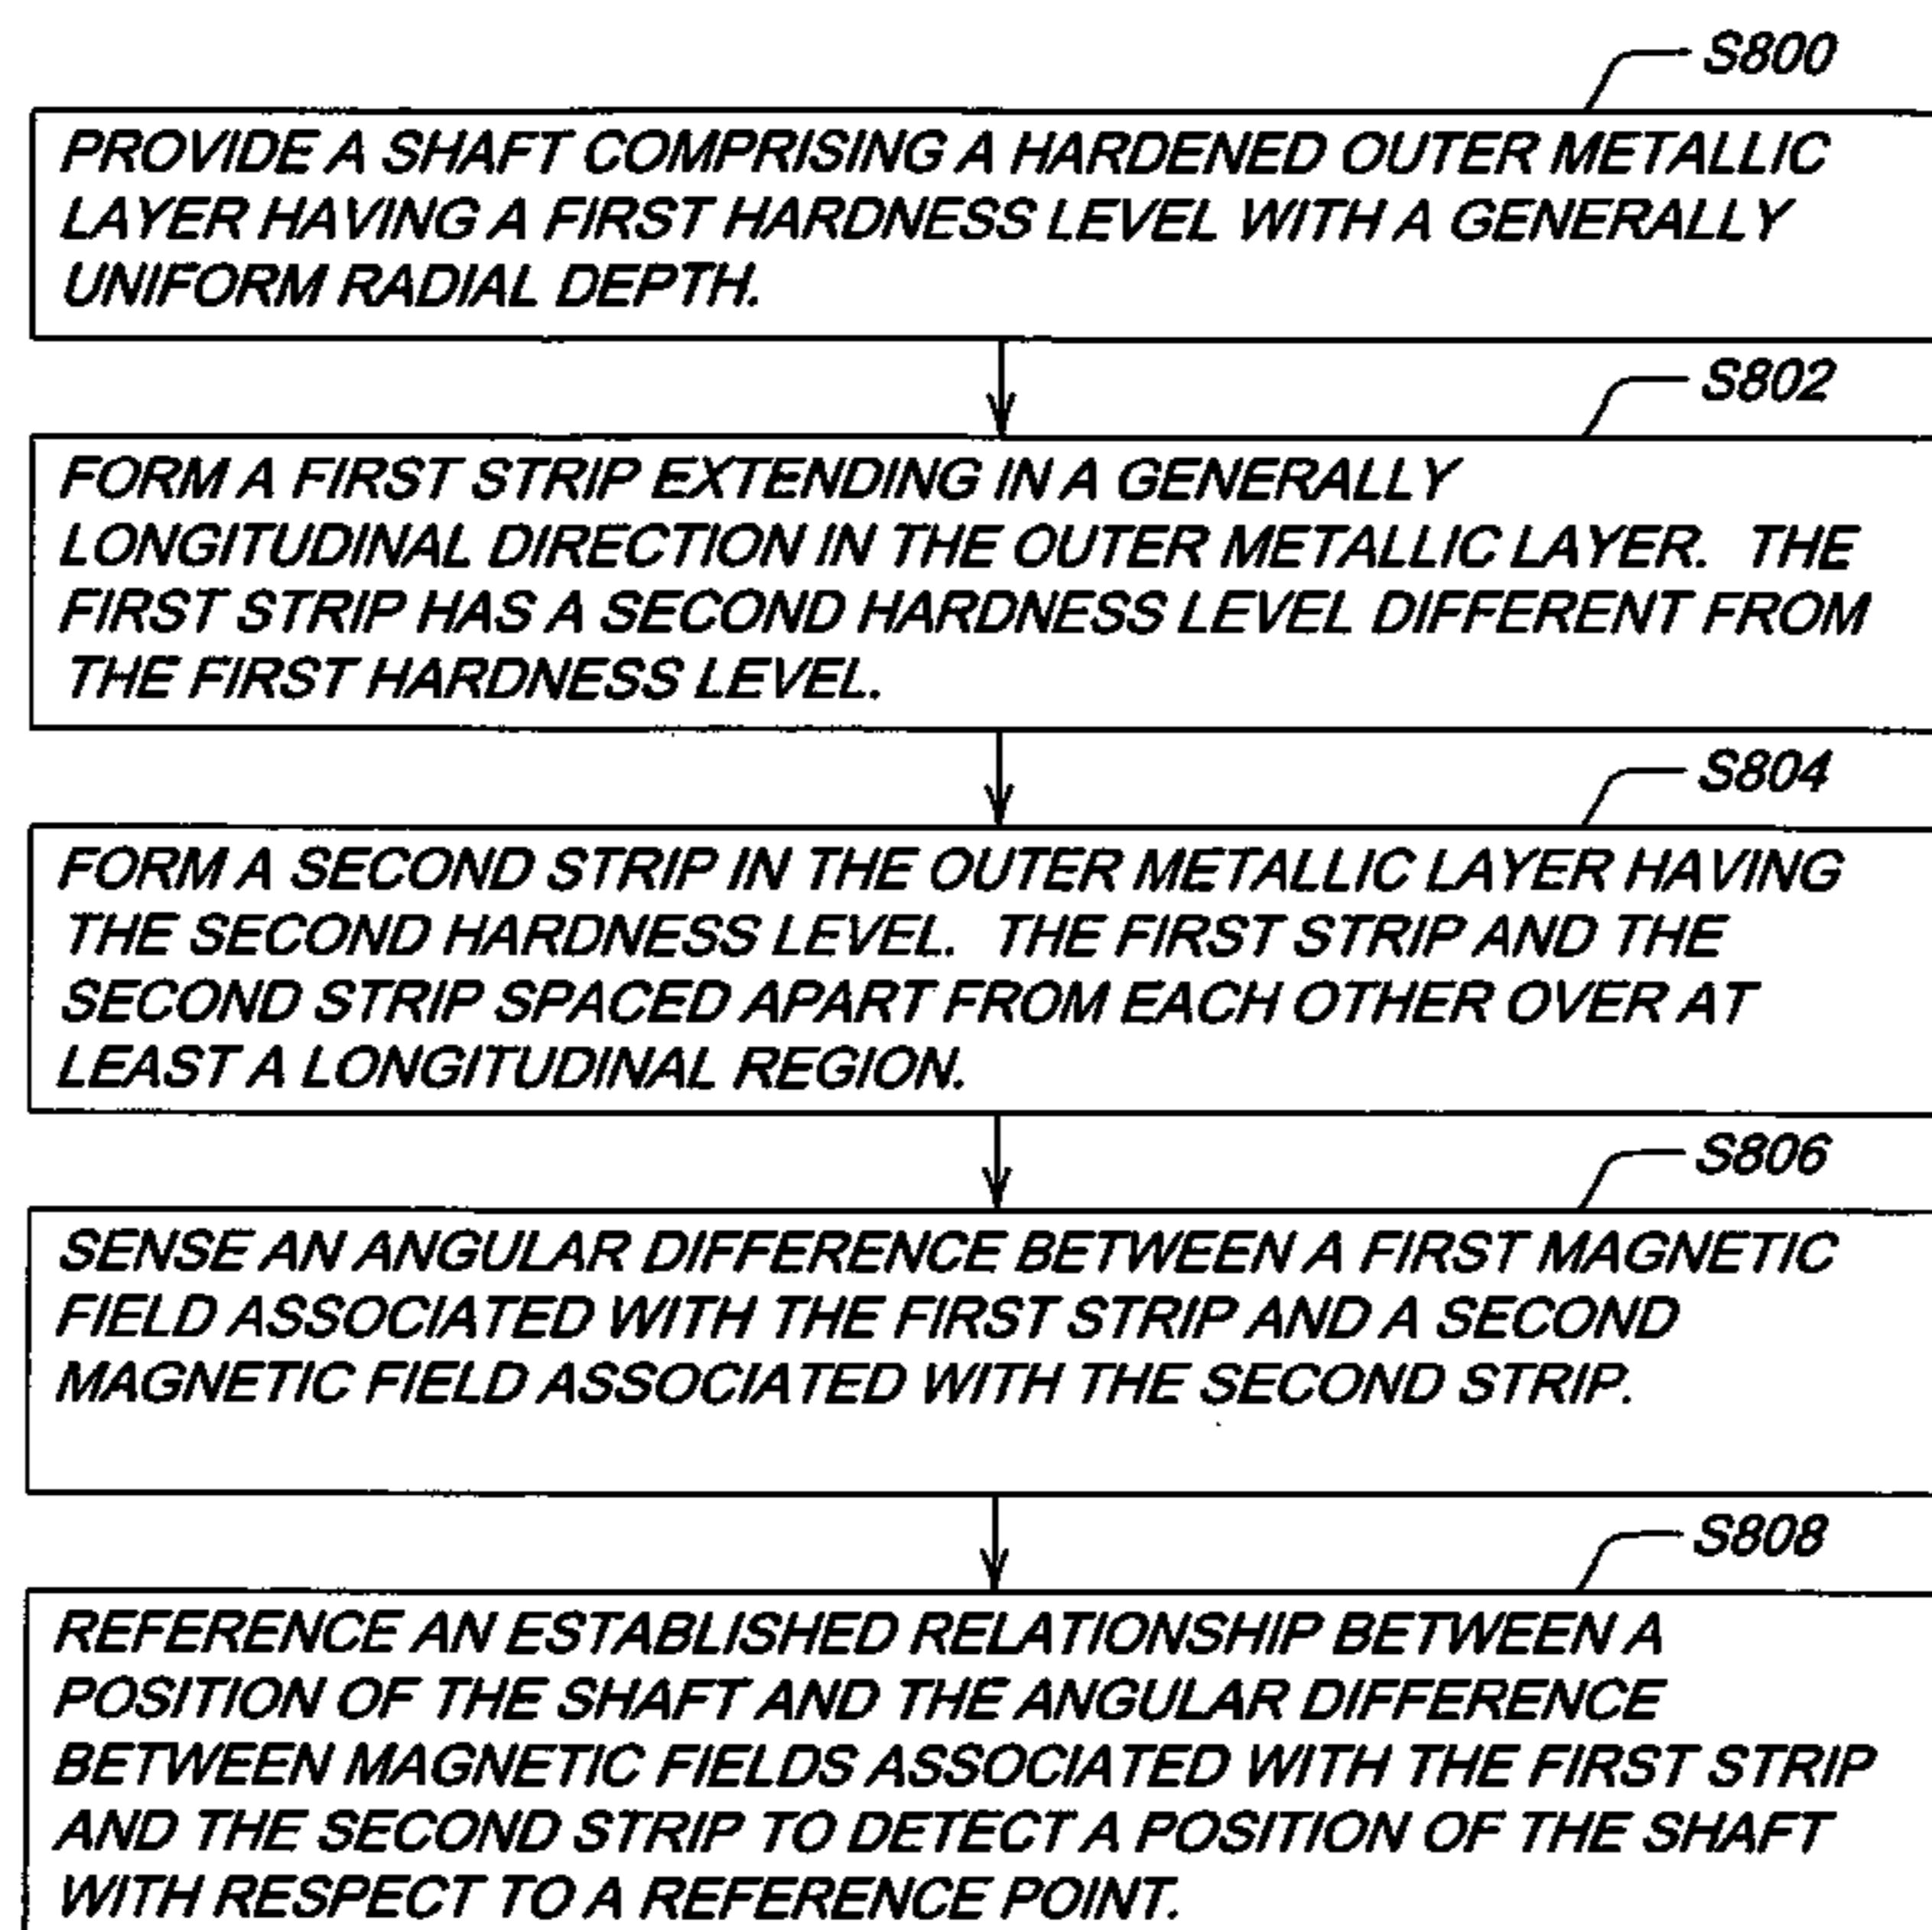 S800
PROVIDE A SHAFT COMPRISING A HARDENED OUTER METALLIC
LAYER HAVING A FIRST HARDNESS LEVEL WITH A GENERALLY
UNIFORM RADIAL DEPTH.
S802
FORM A FIRST STRIP EXTENDING IN A GENERALLY
LONGITUDINAL DIRECTION IN THE OUTER METALLIC LAYER. THE
FIRST STRIP HAS A SECOND HARDNESS LEVEL DIFFERENT FROM
THE FIRST HARDNESS LEVEL.
S804
FORM A SECOND STRIP IN THE OUTER METALLIC LAYER HAVING
THE SECOND HARDNESS LEVEL. THE FIRST STRIP AND THE
SECOND STRIP SPACED APART FROM EACH OTHER OVER AT
LEAST A LONGITUDINAL REGION.
S806
SENSE AN ANGULAR DIFFERENCE BETWEEN A FIRST MAGNETIC
FIELD ASSOCIATED WITH THE FIRST STRIP AND A SECOND
MAGNETIC FIELD ASSOCIATED WITH THE SECOND STRIP.
S808
REFERENCE AN ESTABLISHED RELATIONSHIP BETWEEN A
POSITION OF THE SHAFT AND THE ANGULAR DIFFERENCE
BETWEEN MAGNETIC FIELDS ASSOCIATED WITH THE FIRST STRIP
AND THE SECOND STRIP TO DETECT A POSITION OF THE SHAFT
WITH RESPECT TO A REFERENCE POINT.